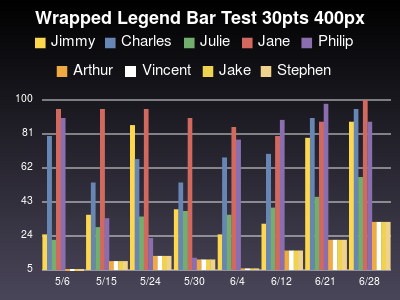 Wrapped Legend Bar Test 30pts 400px
Jimmy Charles Julie Jane Philip
Arthur Vincent Jake Stephen
100
81
62
43
24
5
5/6 5/15 5/24 5/30 6/4 6/12 6/21 6/28